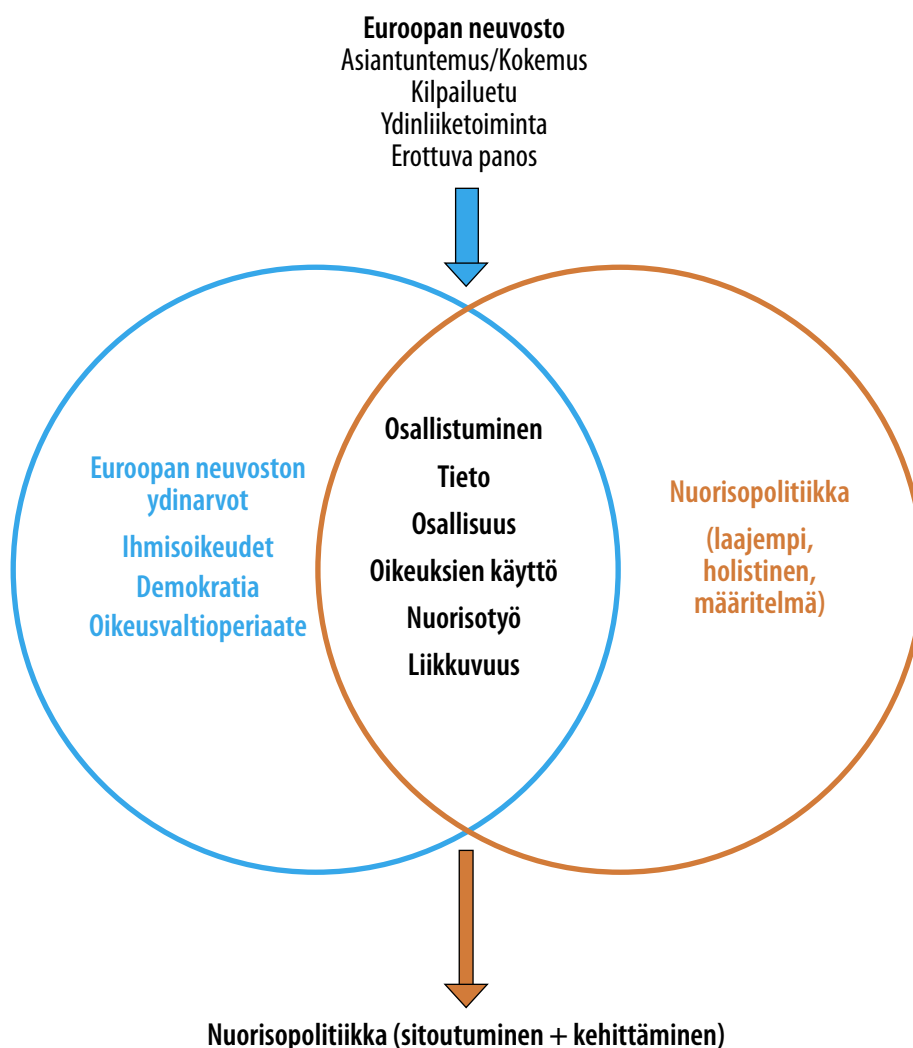 Euroopan neuvosto
Asiantuntemus/Kokemus
Kilpailuetu
Ydinliiketoiminta
Erottuva panos
Euroopan neuvoston
ydinarvot
Ihmisoikeudet
Demokratia
Oikeusvaltioperiaate
Osallistuminen
Tieto
Osallisuus
Oikeuksien käyttö
Nuorisotyö
Liikkuvuus
Nuorisopolitiikka
(laajempi,
holistinen,
määritelmä)
Nuorisopolitiikka (sitoutuminen + kehittäminen)